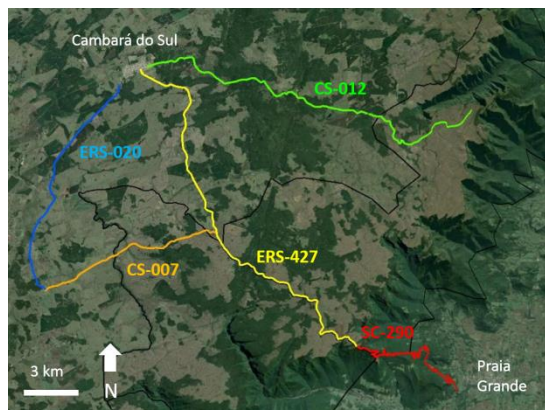 Cambará do Sul
CS-012
ERS-020
CS-007
ERS-427
SC-290
Praia
Grande
3 km
N